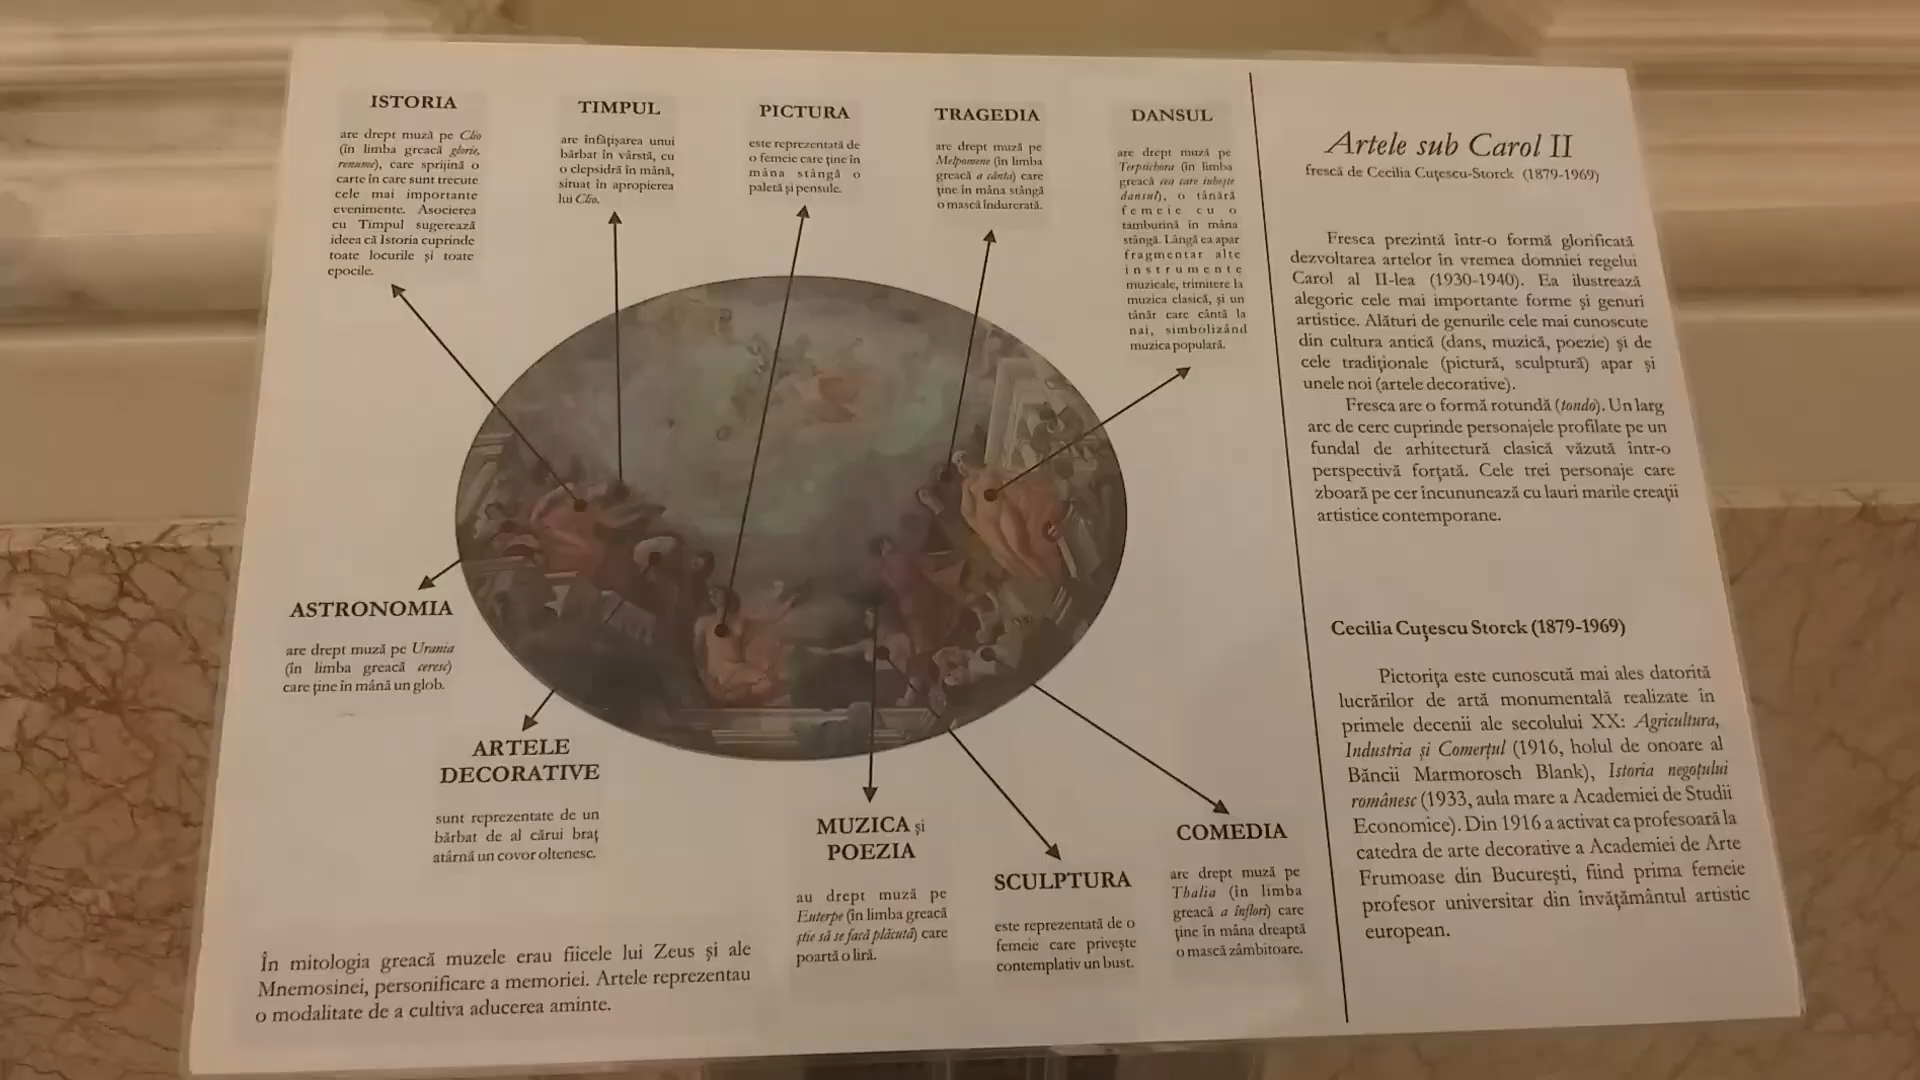 ISTORIA
are drept muză pe Clio
(în limba greacă glorie,
renume), care sprijină o
carte în care sunt trecute
cele mai importante
evenimente. Asocierea
cu Timpul sugerează
ideea că Istoria cuprinde
toate locurile și toate
epocile.
TIMPUL
are înfățișarea unui
bărbat în vârstă, cu
o clepsidră în mână,
situat în apropierea
lui Clio.
PICTURA
este reprezentată de
o femeie care ține în
mâna stângă o
paletă și pensule.
TRAGEDIA
are drept muză pe
Melpomene (în limba
greacă a cânta) care
ține în mâna stângă
o mască îndurerată.
DANSUL
are drept muză pe
Terpsichora (în limba
greacă cea care iubește
dansul), o tânără
femeie cu o
tamburină în mâna
stângă. Lângă ea apar
fragmentar alte
instrumente
muzicale, trimitere la
muzica clasică, și un
tânăr care cântă la
nai, simbolizând
muzica populară.
ASTRONOMIA
are drept muză pe Urania
(în limba greacă ceresc)
care ține în mână un glob.
ARTELE
DECORATIVE
sunt reprezentate de un
bărbat de al cărui braț
atârnă un covor oltenesc.
MUZICA și
POEZIA
au drept muză pe
Euterpe (în limba greacă
știe să se facă plăcută) care
poartă o liră.
SCULPTURA
este reprezentată de o
femeie care privește
contemplativ un bust.
COMEDIA
are drept muză pe
Thalia (în limba
greacă a înflori) care
ține în mâna dreaptă
o mască zâmbitoare.
În mitologia greacă muzele erau fiicele lui Zeus și ale
Mnemosinei, personificare a memoriei. Artele reprezentau
o modalitate de a cultiva aducerea aminte.
Artele sub Carol II
frescă de Cecilia Cuțescu-Storck (1879-1969)
Fresca prezintă într-o formă glorificată
dezvoltarea artelor în vremea domniei regelui
Carol al II-lea (1930-1940). Ea ilustrează
alegoric cele mai importante forme și genuri
artistice. Alături de genurile cele mai cunoscute
din cultura antică (dans, muzică, poezie) și de
cele tradiționale (pictură, sculptură) apar și
unele noi (artele decorative).
Fresca are o formă rotundă (tondo). Un larg
arc de cerc cuprinde personajele profilate pe un
fundal de arhitectură clasică văzută într-o
perspectivă forțată. Cele trei personaje care
zboară pe cer încununează cu lauri marile creații
artistice contemporane.
Cecilia Cuțescu Storck (1879-1969)
Pictorița este cunoscută mai ales datorită
lucrărilor de artă monumentală realizate în
primele decenii ale secolului XX: Agricultura,
Industria și Comerțul (1916, holul de onoare al
Băncii Marmorosch Blank), Istoria negoțului
românesc (1933, aula mare a Academiei de Studii
Economice). Din 1916 a activat ca profesoară la
catedra de arte decorative a Academiei de Arte
Frumoase din București, fiind prima femeie
profesor universitar din învățământul artistic
european.